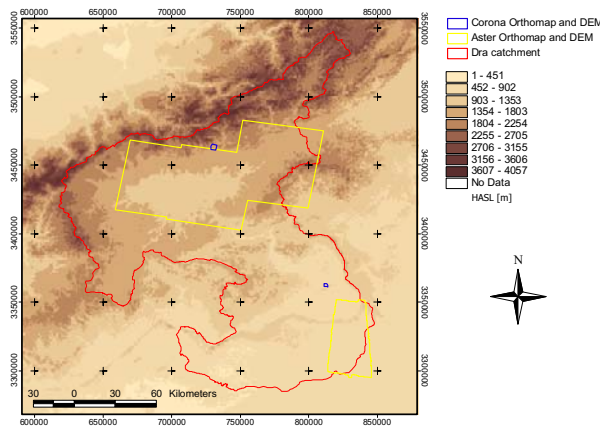 600000 650000 700000 750000 800000 850000
3550000 3550000
3500000 3500000
3450000 3450000
3400000 3400000
3350000 3350000
3300000 3300000
30 0 30 60 Kilometers
600000 650000 700000 750000 800000 850000
Corona Orthomap and DEM
Aster Orthomap and DEM
Dra catchment
1 - 451
452 - 902
903 - 1353
1354 - 1803
1804 - 2254
2255 - 2705
2706 - 3155
3156 - 3606
3607 - 4057
No Data
HASL [m]
N